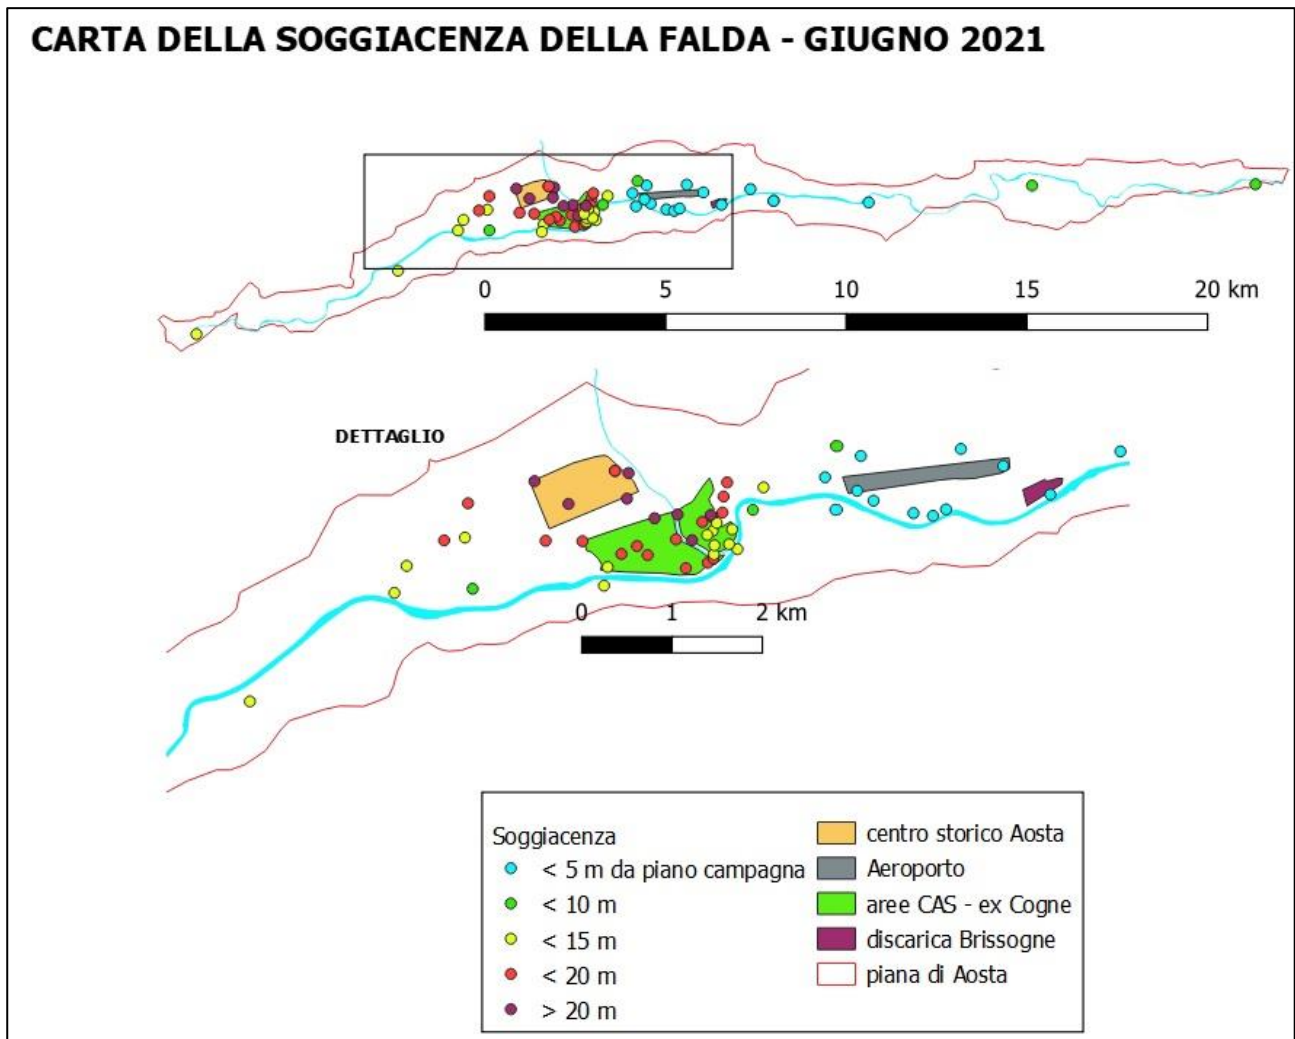 CARTA DELLA SOGGIACENZA DELLA FALDA - GIUGNO 2021
0 5 10 15 20 km
DETTAGLIO
0 1 2 km
Soggiacenza
< 5 m da piano campagna
< 10 m
< 15 m
< 20 m
> 20 m
centro storico Aosta
Aeroporto
aree CAS - ex Cogne
discarica Brissogne
piana di Aosta